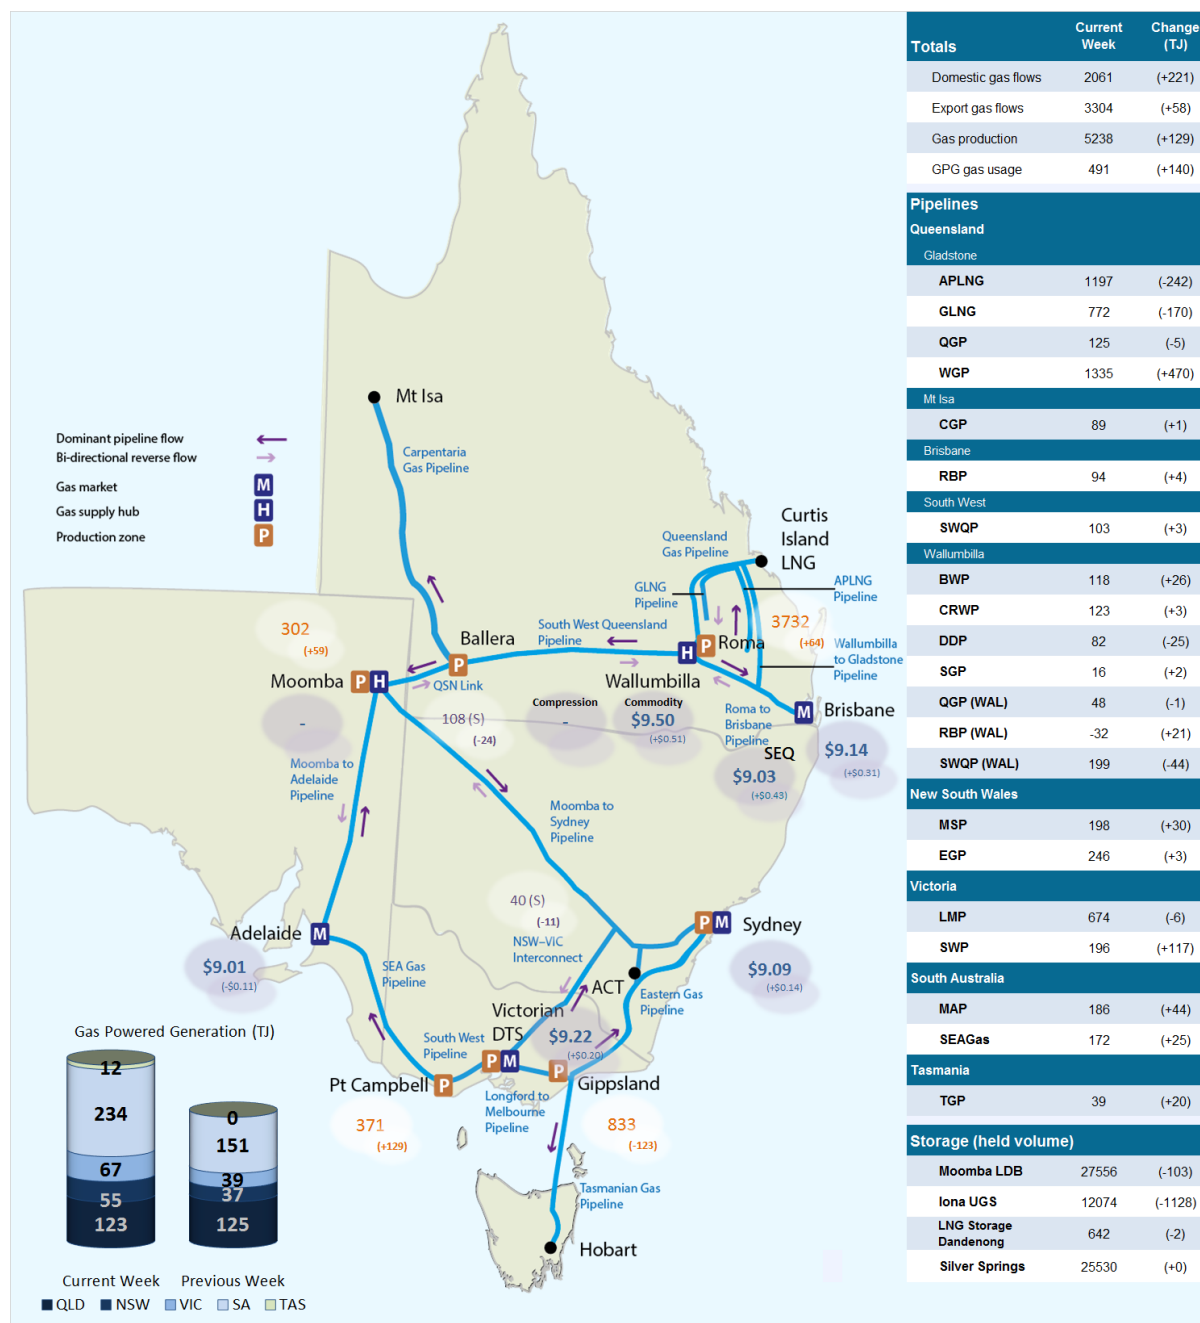 Mt Isa
Dominant pipeline flow
Bi-directional reverse flow
Gas market
M
Gas supply hub
H
Production zone
P
Carpentaria
Gas Pipeline
Curtis
Island
LNG
Queensland
Gas Pipeline
GLNG
Pipeline
APLNG
Pipeline
3732
(+64)
302
(+59)
South West Queensland
Pipeline
Ballera
P
H P Roma
Wallumbilla
to Gladstone
Pipeline
Moomba P H
QSN Link
Wallumbilla
-
108 (S)
(-24)
Compression
-
Commodity
$9.50
(+$0.51)
Roma to
Brisbane
Pipeline
M Brisbane
$9.14
(+$0.31)
SEQ
$9.03
(+$0.43)
Moomba to
Adelaide
Pipeline
Moomba to
Sydney
Pipeline
40 (S)
(-11)
NSW-VIC
Interconnect
Adelaide M
P M Sydney
$9.01
(-$0.11)
$9.09
(+$0.14)
SEA Gas
Pipeline
ACT
Eastern Gas
Pipeline
Victorian
DTS
$9.22
(+$0.20)
South West
Pipeline
P M
P
Gippsland
Pt Campbell P
Longford to
Melbourne
Pipeline
371
(+129)
833
(-123)
Tasmanian Gas
Pipeline
Hobart
Gas Powered Generation (TJ)
12
234
67
55
123
0
151
39
37
125
Current Week Previous Week
QLD NSW VIC SA TAS
Totals Current Week Change (TJ)
Domestic gas flows 2061 (+221)
Export gas flows 3304 (+58)
Gas production 5238 (+129)
GPG gas usage 491 (+140)
Pipelines
Queensland
Gladstone
APLNG 1197 (-242)
GLNG 772 (-170)
QGP 125 (-5)
WGP 1335 (+470)
Mt Isa
CGP 89 (+1)
Brisbane
RBP 94 (+4)
South West
SWQP 103 (+3)
Wallumbilla
BWP 118 (+26)
CRWP 123 (+3)
DDP 82 (-25)
SGP 16 (+2)
QGP (WAL) 48 (-1)
RBP (WAL) -32 (+21)
SWQP (WAL) 199 (-44)
New South Wales
MSP 198 (+30)
EGP 246 (+3)
Victoria
LMP 674 (-6)
SWP 196 (+117)
South Australia
MAP 186 (+44)
SEAGas 172 (+25)
Tasmania
TGP 39 (+20)
Storage (held volume)
Moomba LDB 27556 (-103)
Iona UGS 12074 (-1128)
LNG Storage Dandenong 642 (-2)
Silver Springs 25530 (+0)